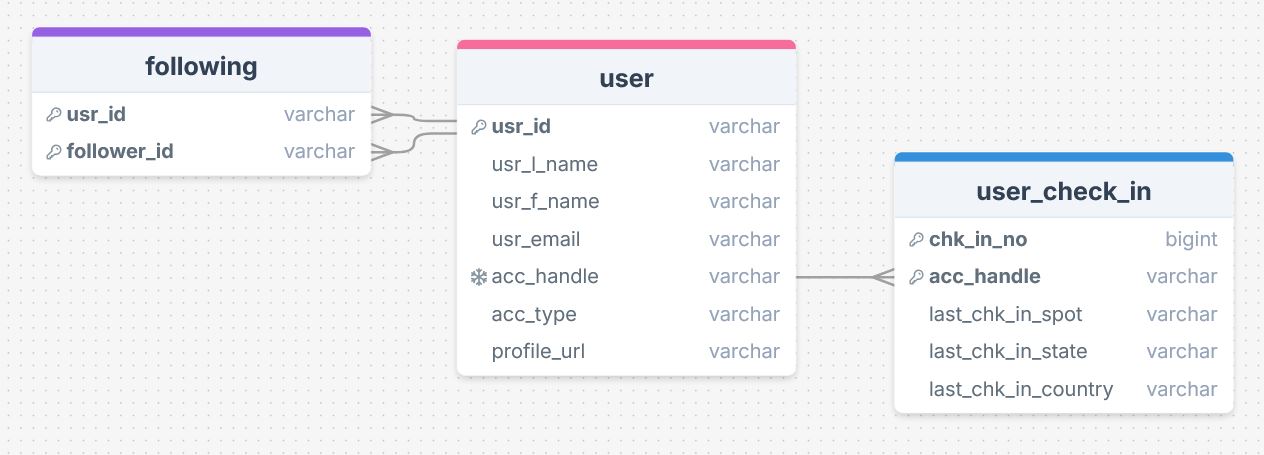 following
usr_id varchar
follower_id varchar
user
usr_id varchar
usr_l_name varchar
usr_f_name varchar
usr_email varchar
acc_handle varchar
acc_type varchar
profile_url varchar
user_check_in
chk_in_no bigint
acc_handle varchar
last_chk_in_spot varchar
last_chk_in_state varchar
last_chk_in_country varchar